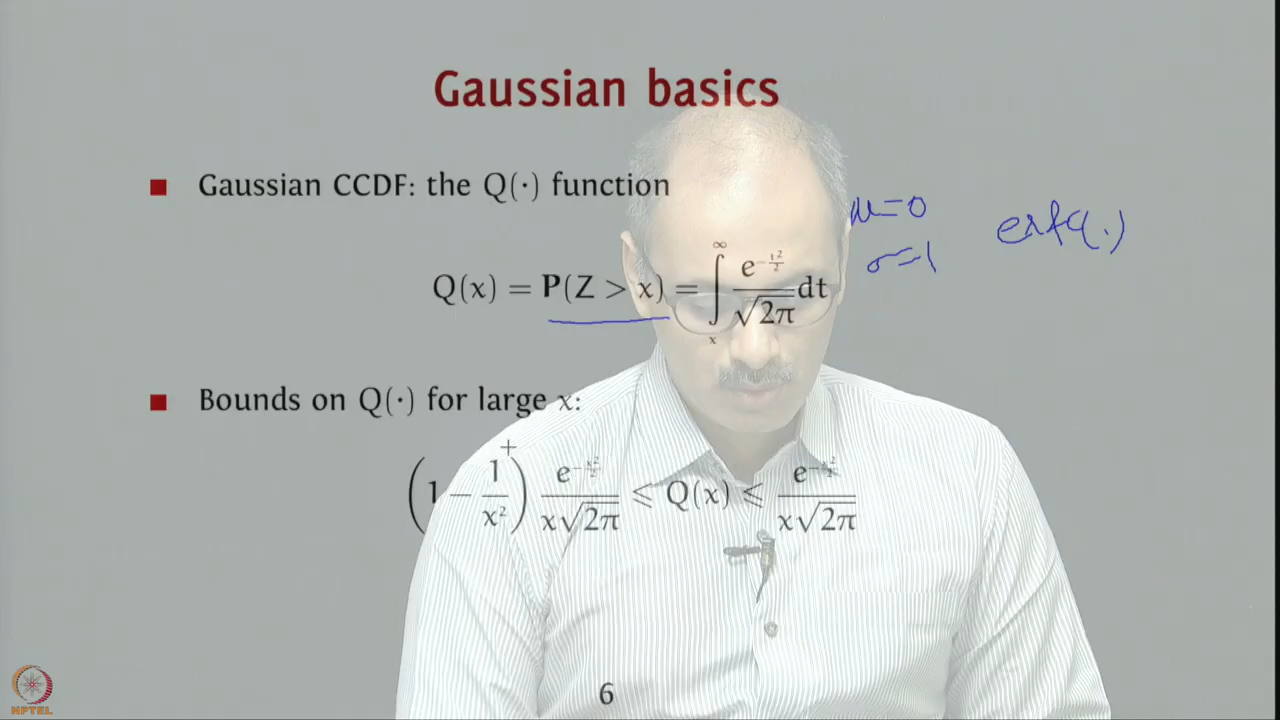 Gaussian basics
■ Gaussian CCDF: the Q(·) function
μ=0
σ=1
erfc(.)
Q(x) = P(Z > x) = ∫_x^∞ e^{-t²/2}/√2π dt
■ Bounds on Q(·) for large x:
(1 − 1/x²)^+ e^{-x²/2}/x√2π ⩽ Q(x) ⩽ e^{-x²/2}/x√2π
NPTEL
6